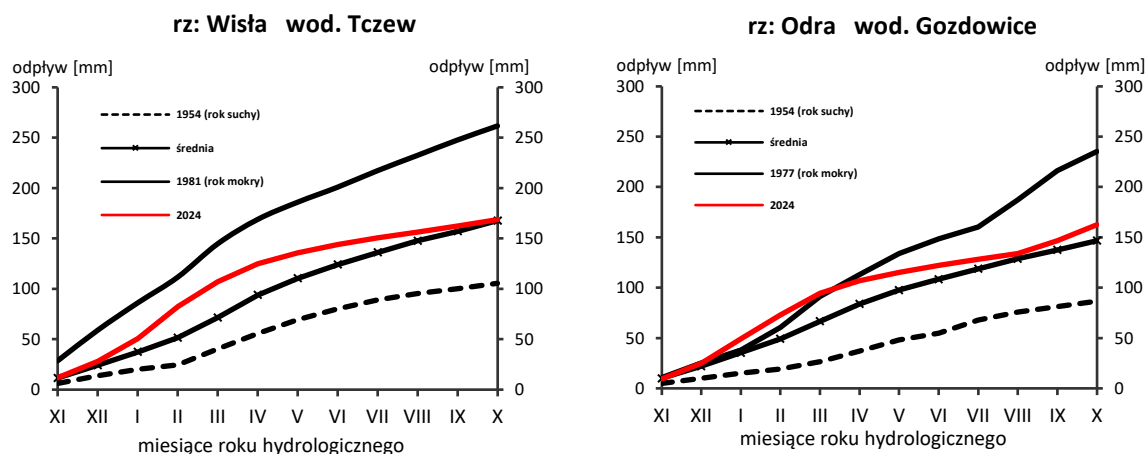 rz: Wisła wod. Tczew
odpływ [mm]
odpływ [mm]
300
250
200
150
100
50
0
1954 (rok suchy)
średnia
1981 (rok mokry)
2024
300
250
200
150
100
50
0
XI XII I II III IV V VI VII VIII IX X
miesiące roku hydrologicznego
rz: Odra wod. Gozdowice
odpływ [mm]
odpływ [mm]
300
250
200
150
100
50
0
1954 (rok suchy)
średnia
1977 (rok mokry)
2024
300
250
200
150
100
50
0
XI XII I II III IV V VI VII VIII IX X
miesiące roku hydrologicznego